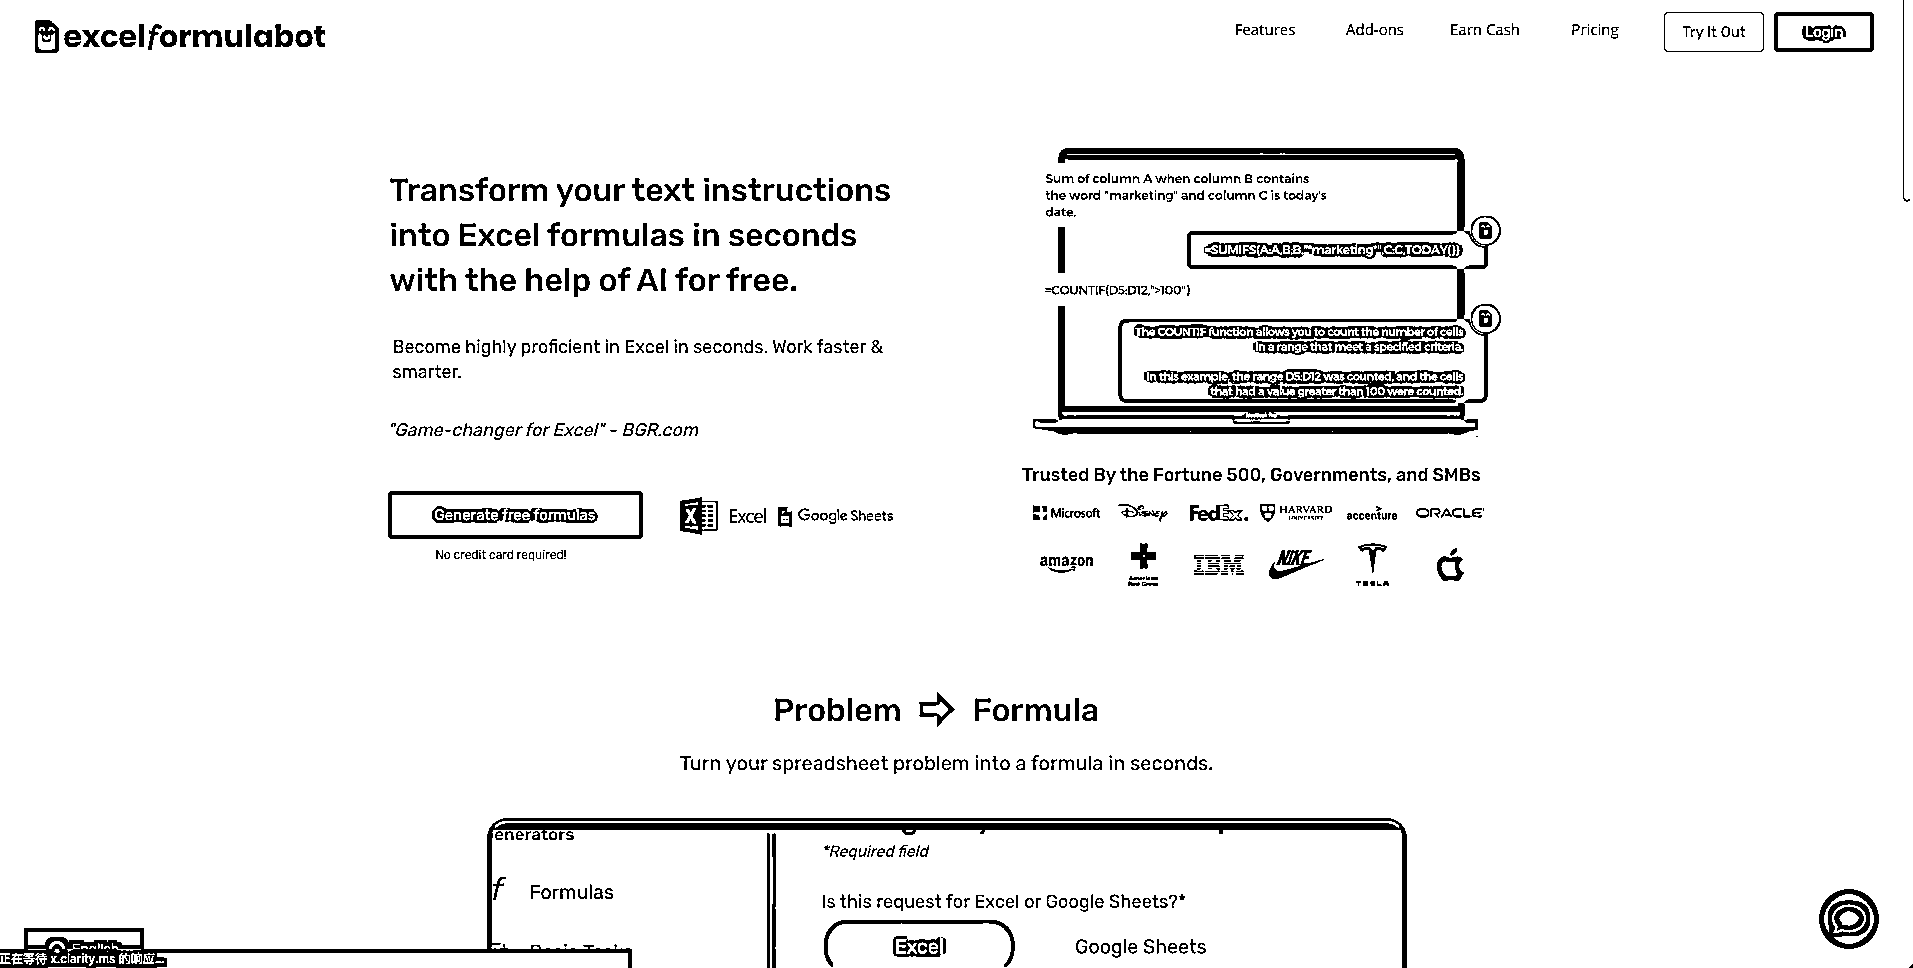 excelformulabot
Features Add-ons Earn Cash Pricing Try It Out Login
Transform your text instructions
into Excel formulas in seconds
with the help of AI for free.
Become highly proficient in Excel in seconds. Work faster &
smarter.
"Game-changer for Excel" - BGR.com
Generate free formulas
No credit card required!
Excel Google Sheets
Sum of column A when column B contains
the word "marketing" and column C is today's
date.
=SUMIFS(A:A,B:B,"*marketing*",C:C,TODAY())
=COUNTIF(D5:D12,">100")
The COUNTIF function allows you to count the number of cells
in a range that meet a specified criteria.
In this example, the range D5:D12 was counted, and the cells
that had a value greater than 100 were counted.
Trusted By the Fortune 500, Governments, and SMBs
Microsoft Disney FedEx. HARVARD UNIVERSITY accenture ORACLE
amazon American Red Cross IBM NIKE TESLA
Problem Formula
Turn your spreadsheet problem into a formula in seconds.
enerators
*Required field
f Formulas
Is this request for Excel or Google Sheets?*
Basic Tasks
Excel Google Sheets
English
正在等待 x.clarity.ms 的响应...